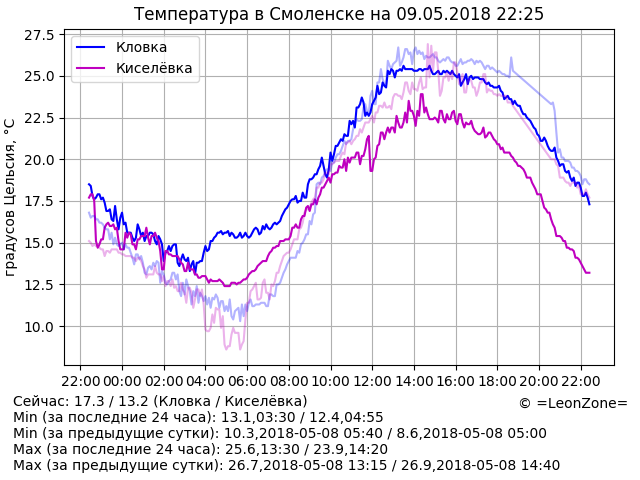 Температура в Смоленске на 09.05.2018 22:25
Кловка
Киселёвка
градусов Цельсия, °C
27.5
25.0
22.5
20.0
17.5
15.0
12.5
10.0
22:00 00:00 02:00 04:00 06:00 08:00 10:00 12:00 14:00 16:00 18:00 20:00 22:00
Сейчас: 17.3 / 13.2 (Кловка / Киселёвка)
© =LeonZone=
Min (за последние 24 часа): 13.1,03:30 / 12.4,04:55
Min (за предыдущие сутки): 10.3,2018-05-08 05:40 / 8.6,2018-05-08 05:00
Max (за последние 24 часа): 25.6,13:30 / 23.9,14:20
Max (за предыдущие сутки): 26.7,2018-05-08 13:15 / 26.9,2018-05-08 14:40